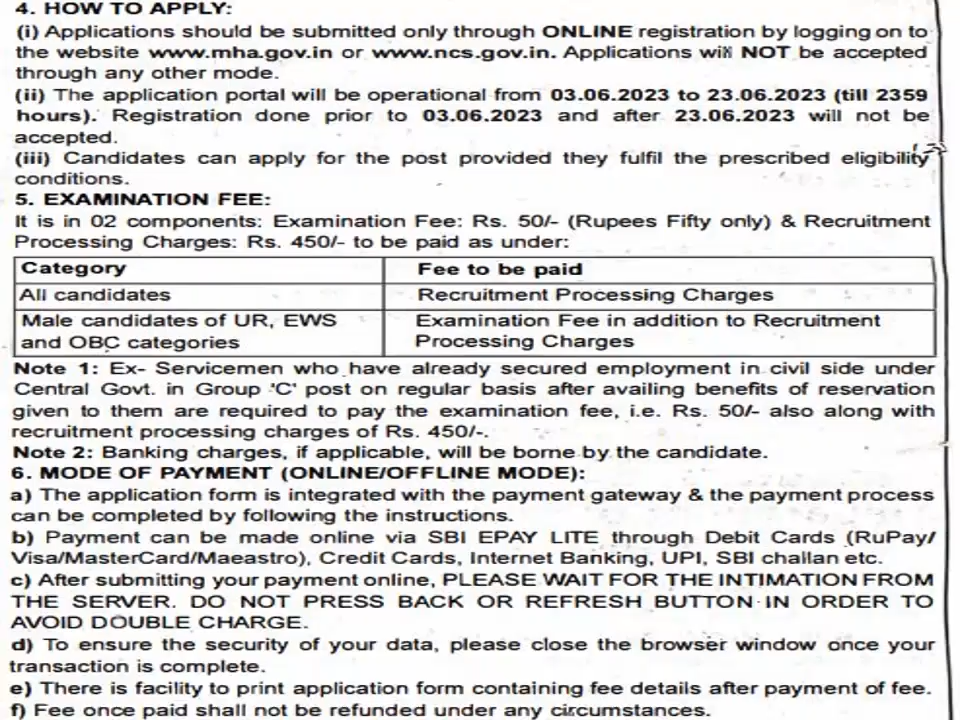 4. HOW TO APPLY:
(i) Applications should be submitted only through ONLINE registration by logging on to
the website www.mha.gov.in or www.ncs.gov.in. Applications will NOT be accepted
through any other mode.
(ii) The application portal will be operational from 03.06.2023 to 23.06.2023 (till 2359
hours). Registration done prior to 03.06.2023 and after 23.06.2023 will not be
accepted.
(iii) Candidates can apply for the post provided they fulfil the prescribed eligibility
conditions.
5. EXAMINATION FEE:
It is in 02 components: Examination Fee: Rs. 50/- (Rupees Fifty only) & Recruitment
Processing Charges: Rs. 450/- to be paid as under:
Category Fee to be paid
All candidates Recruitment Processing Charges
Male candidates of UR, EWS Examination Fee in addition to Recruitment
and OBC categories Processing Charges
Note 1: Ex- Servicemen who have already secured employment in civil side under
Central Govt. in Group 'C' post on regular basis after availing benefits of reservation
given to them are required to pay the examination fee, i.e. Rs. 50/- also along with
recruitment processing charges of Rs. 450/-.
Note 2: Banking charges, if applicable, will be borne by the candidate.
6. MODE OF PAYMENT (ONLINE/OFFLINE MODE):
a) The application form is integrated with the payment gateway & the payment process
can be completed by following the instructions.
b) Payment can be made online via SBI EPAY LITE through Debit Cards (RuPay/
Visa/MasterCard/Maeastro), Credit Cards, Internet Banking, UPI, SBI challan etc.
c) After submitting your payment online, PLEASE WAIT FOR THE INTIMATION FROM
THE SERVER. DO NOT PRESS BACK OR REFRESH BUTTON IN ORDER TO
AVOID DOUBLE CHARGE.
d) To ensure the security of your data, please close the browser window once your
transaction is complete.
e) There is facility to print application form containing fee details after payment of fee.
f) Fee once paid shall not be refunded under any circumstances.